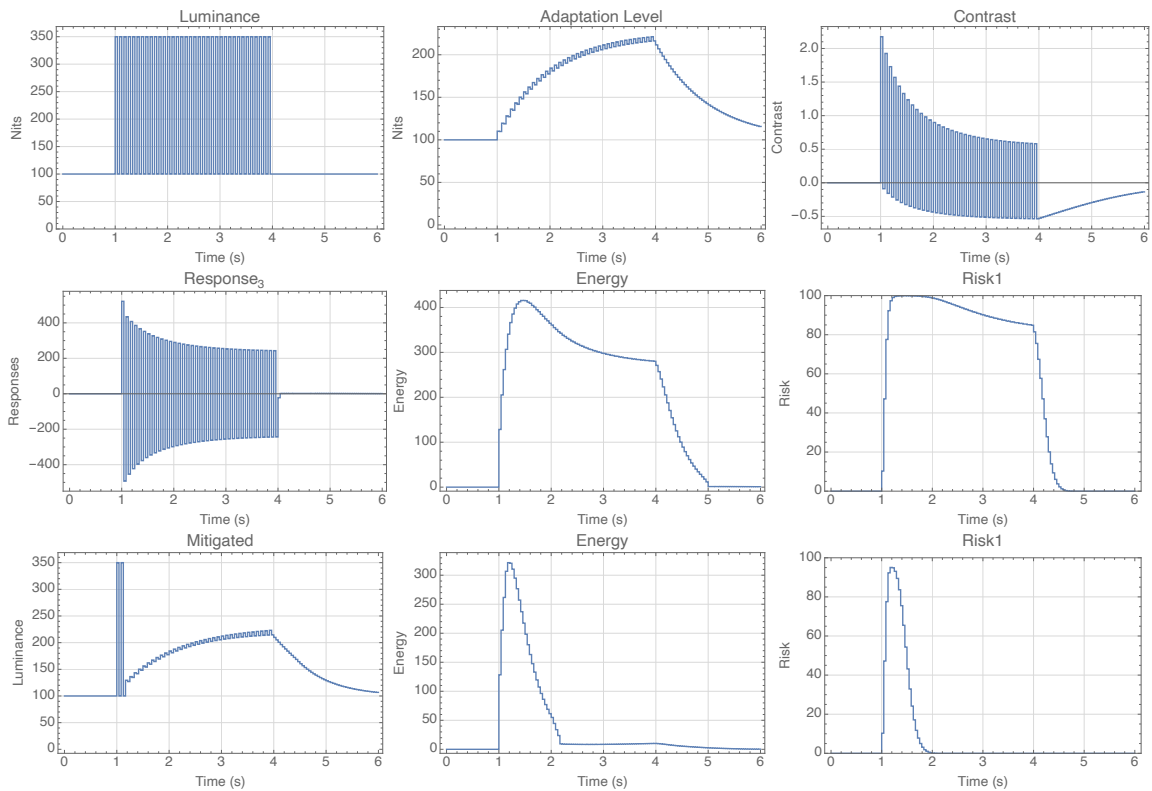 Luminance
Adaptation Level
Contrast
350
300
250
200
150
100
50
0
Nits
0 1 2 3 4 5 6
Time (s)
200
150
100
50
0
Nits
0 1 2 3 4 5 6
Time (s)
2.0
1.5
1.0
0.5
0.0
-0.5
Contrast
0 1 2 3 4 5 6
Time (s)
Response3
Energy
Risk1
400
200
0
-200
-400
Responses
0 1 2 3 4 5 6
Time (s)
400
300
200
100
0
Energy
0 1 2 3 4 5 6
Time (s)
100
80
60
40
20
0
Risk
0 1 2 3 4 5 6
Time (s)
Mitigated
Energy
Risk1
350
300
250
200
150
100
50
0
Luminance
0 1 2 3 4 5 6
Time (s)
300
250
200
150
100
50
0
Energy
0 1 2 3 4 5 6
Time (s)
100
80
60
40
20
0
Risk
0 1 2 3 4 5 6
Time (s)